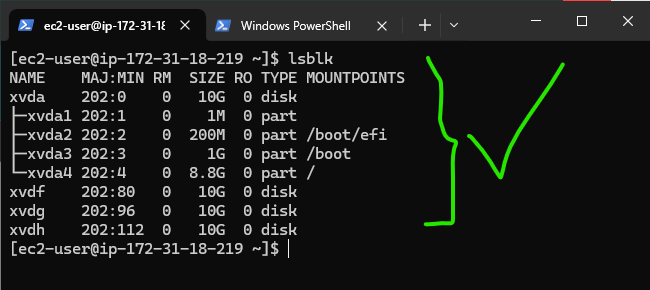 ec2-user@ip-172-31-18-219:~ Windows PowerShell
[ec2-user@ip-172-31-18-219 ~]$ lsblk
NAME    MAJ:MIN RM  SIZE RO TYPE MOUNTPOINTS
xvda    202:0    0   10G  0 disk
├─xvda1 202:1    0    1M  0 part
├─xvda2 202:2    0  200M  0 part /boot/efi
├─xvda3 202:3    0    1G  0 part /boot
└─xvda4 202:4    0  8.8G  0 part /
xvdf    202:80   0   10G  0 disk
xvdg    202:96   0   10G  0 disk
xvdh    202:112  0   10G  0 disk
[ec2-user@ip-172-31-18-219 ~]$